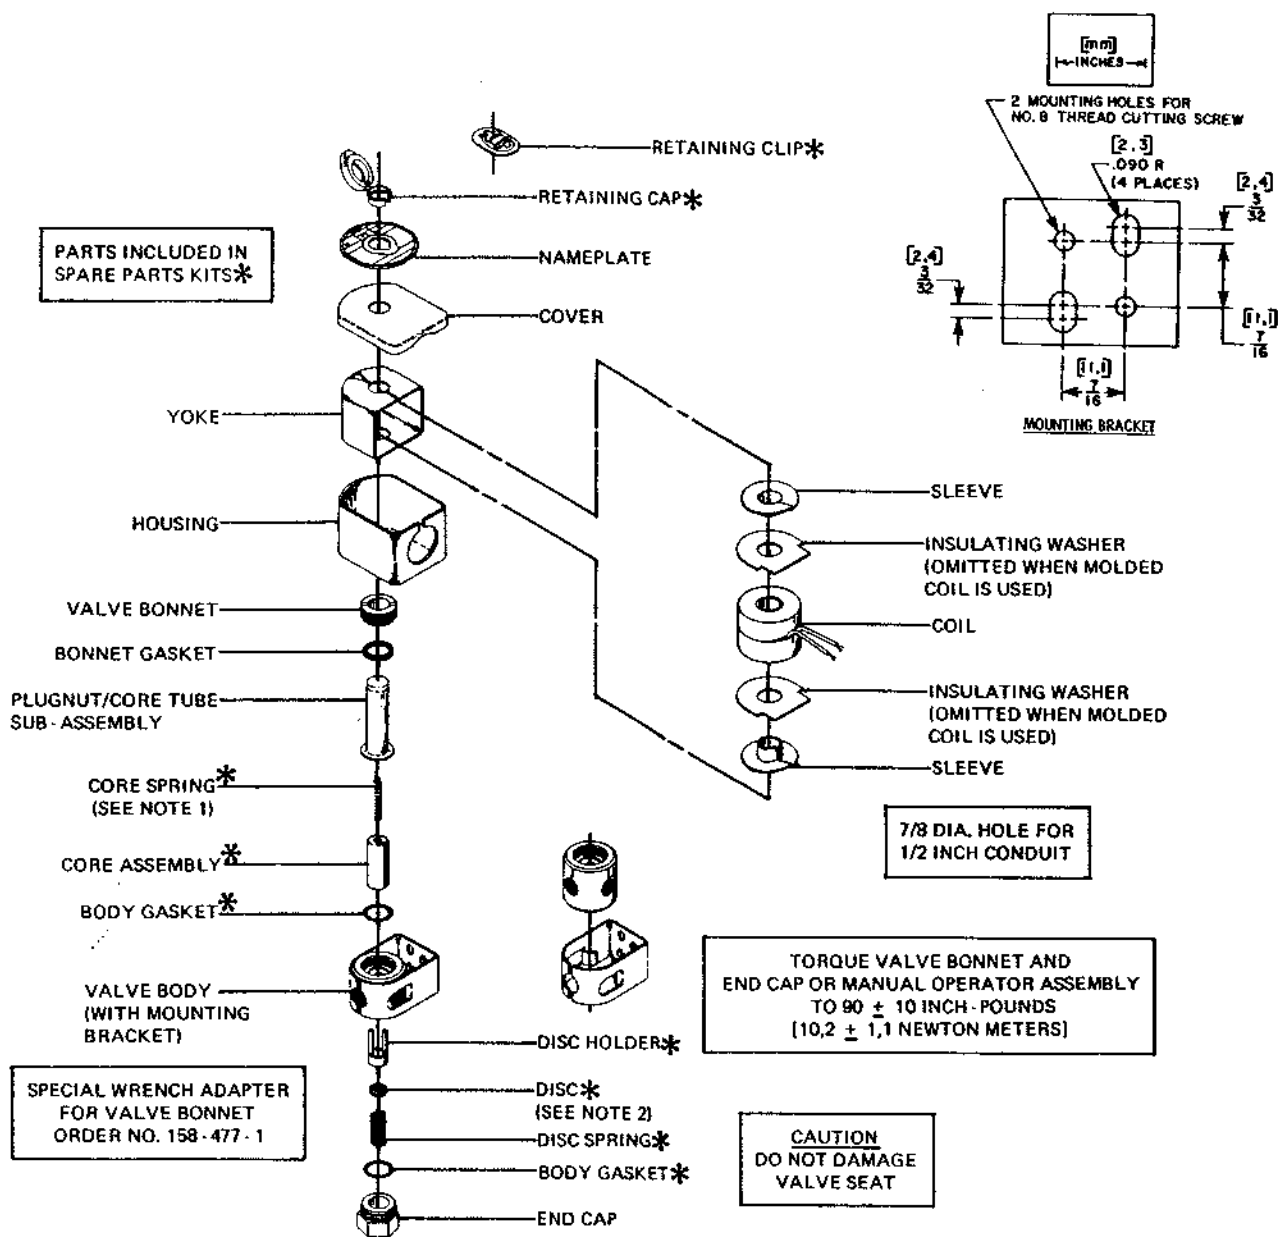 [mm]
INCHES
2 MOUNTING HOLES FOR
NO. 8 THREAD CUTTING SCREW
[2,3]
.090 R
(4 PLACES)
[2,4]
3
32
[2,4]
3
32
[11,1]
7
16
[11,1]
7
16
MOUNTING BRACKET
RETAINING CLIP*
RETAINING CAP*
NAMEPLATE
COVER
PARTS INCLUDED IN
SPARE PARTS KITS*
YOKE
HOUSING
VALVE BONNET
BONNET GASKET
PLUGNUT/CORE TUBE
SUB-ASSEMBLY
CORE SPRING*
(SEE NOTE 1)
CORE ASSEMBLY*
BODY GASKET*
VALVE BODY
(WITH MOUNTING
BRACKET)
SLEEVE
INSULATING WASHER
(OMITTED WHEN MOLDED
COIL IS USED)
COIL
INSULATING WASHER
(OMITTED WHEN MOLDED
COIL IS USED)
SLEEVE
7/8 DIA. HOLE FOR
1/2 INCH CONDUIT
TORQUE VALVE BONNET AND
END CAP OR MANUAL OPERATOR ASSEMBLY
TO 90 ± 10 INCH-POUNDS
[10,2 ± 1,1 NEWTON METERS]
SPECIAL WRENCH ADAPTER
FOR VALVE BONNET
ORDER NO. 158-477-1
DISC HOLDER*
DISC*
(SEE NOTE 2)
DISC SPRING*
BODY GASKET*
END CAP
CAUTION
DO NOT DAMAGE
VALVE SEAT